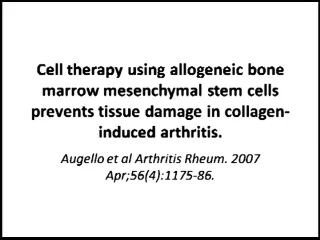 Cell therapy using allogeneic bone
marrow mesenchymal stem cells
prevents tissue damage in collagen-
induced arthritis.
Augello et al Arthritis Rheum. 2007
Apr;56(4):1175-86.